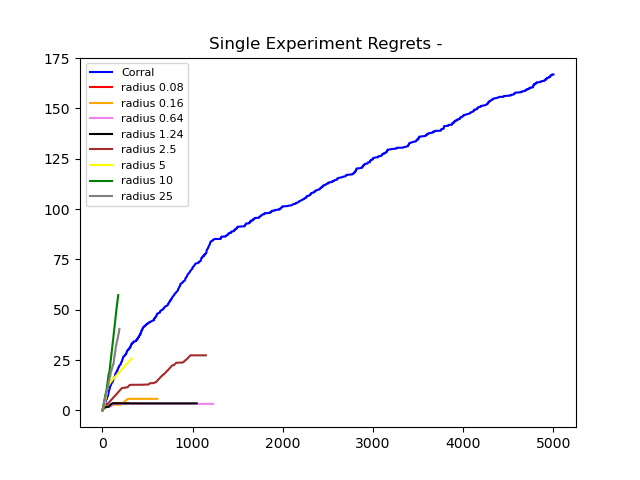 Single Experiment Regrets -
175
150
125
100
75
50
25
0
Corral
radius 0.08
radius 0.16
radius 0.64
radius 1.24
radius 2.5
radius 5
radius 10
radius 25
0 1000 2000 3000 4000 5000